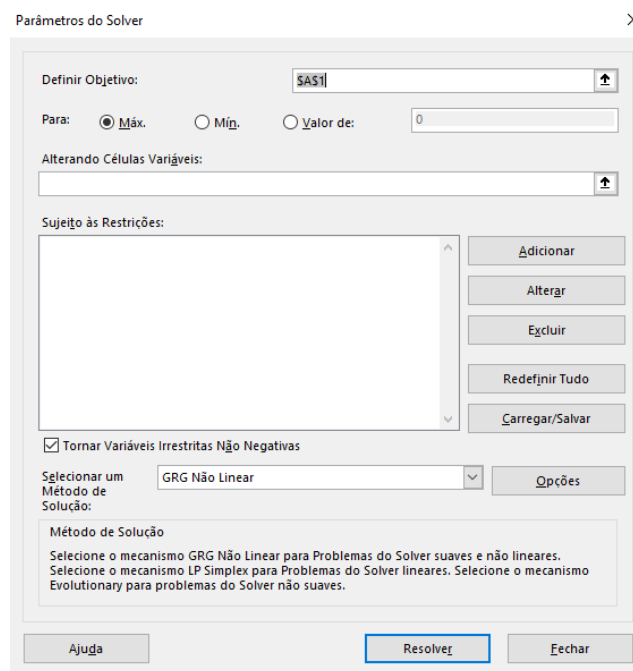 Parâmetros do Solver
Definir Objetivo:
$A$1
Para:
Máx.
Mín.
Valor de:
0
Alterando Células Variáveis:
Sujeito às Restrições:
Adicionar
Alterar
Excluir
Redefinir Tudo
Carregar/Salvar
Tornar Variáveis Irrestritas Não Negativas
Selecionar um
Método de
Solução:
GRG Não Linear
Opções
Método de Solução
Selecione o mecanismo GRG Não Linear para Problemas do Solver suaves e não lineares.
Selecione o mecanismo LP Simplex para Problemas do Solver lineares. Selecione o mecanismo
Evolutionary para problemas do Solver não suaves.
Ajuda
Resolver
Fechar